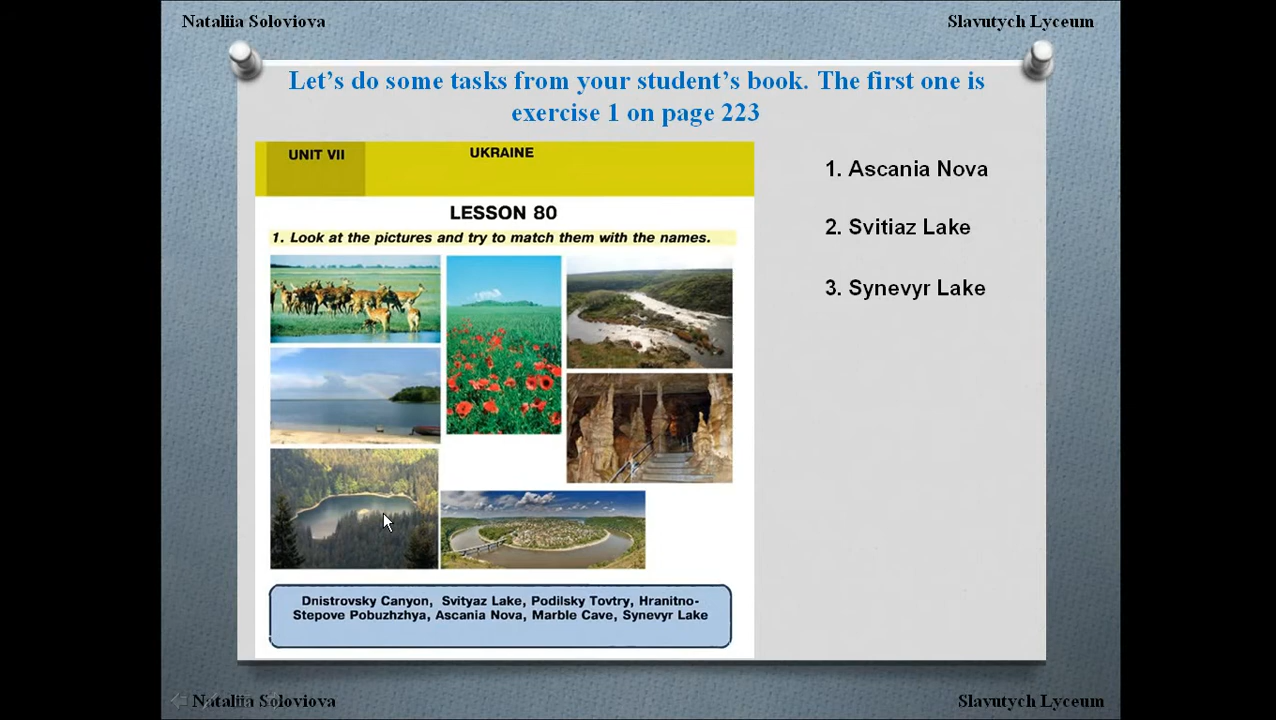 Nataliia Soloviova
Slavutych Lyceum
Let's do some tasks from your student's book. The first one is
exercise 1 on page 223
UNIT VII
UKRAINE
LESSON 80
1. Look at the pictures and try to match them with the names.
Dnistrovsky Canyon, Svityaz Lake, Podilsky Tovtry, Hranitno-
Stepove Pobuzhzhya, Ascania Nova, Marble Cave, Synevyr Lake
1. Ascania Nova
2. Svitiaz Lake
3. Synevyr Lake
Nataliia Soloviova
Slavutych Lyceum